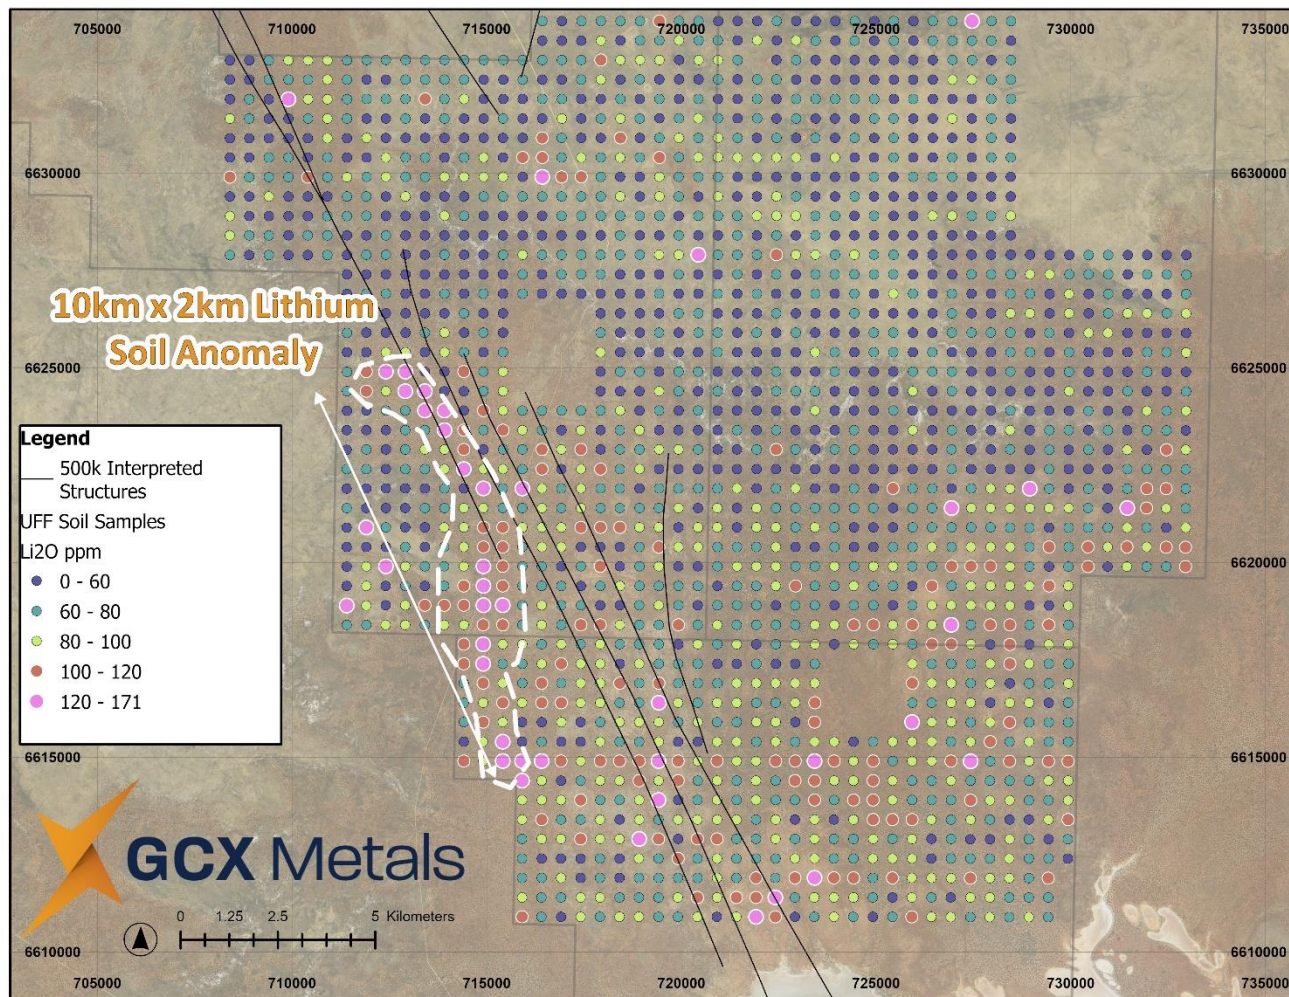 705000 710000 715000 720000 725000 730000 735000
6630000 6630000
10km x 2km Lithium
Soil Anomaly
6625000 6625000
Legend
500k Interpreted
Structures
UFF Soil Samples
Li2O ppm
0 - 60
60 - 80
80 - 100
100 - 120
120 - 171
6620000 6620000
6615000 6615000
GCX Metals
0 1.25 2.5 5 Kilometers
6610000 6610000
705000 710000 715000 720000 725000 730000 735000